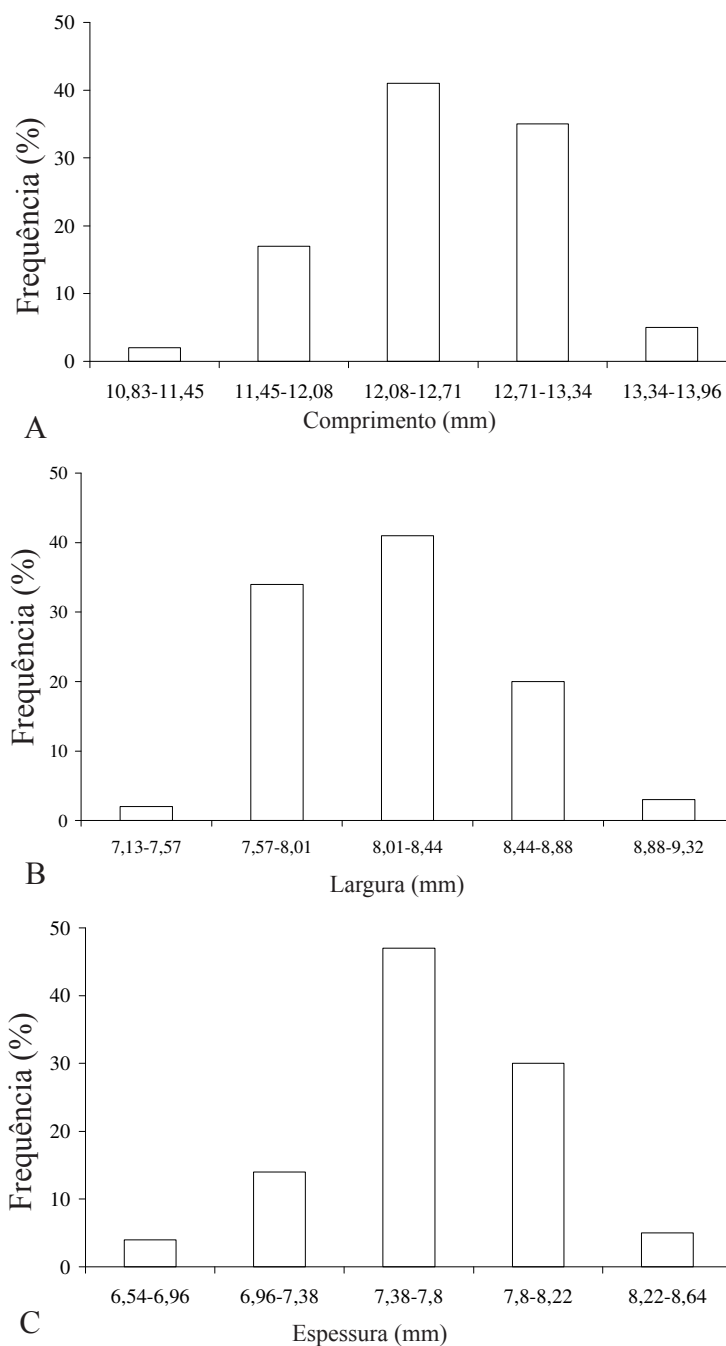 50
40
30
20
10
0
Frequência (%)
10,83-11,45 11,45-12,08 12,08-12,71 12,71-13,34 13,34-13,96
A
Comprimento (mm)
50
40
30
20
10
0
Frequência (%)
7,13-7,57 7,57-8,01 8,01-8,44 8,44-8,88 8,88-9,32
B
Largura (mm)
50
40
30
20
10
0
Frequência (%)
6,54-6,96 6,96-7,38 7,38-7,8 7,8-8,22 8,22-8,64
C
Espessura (mm)